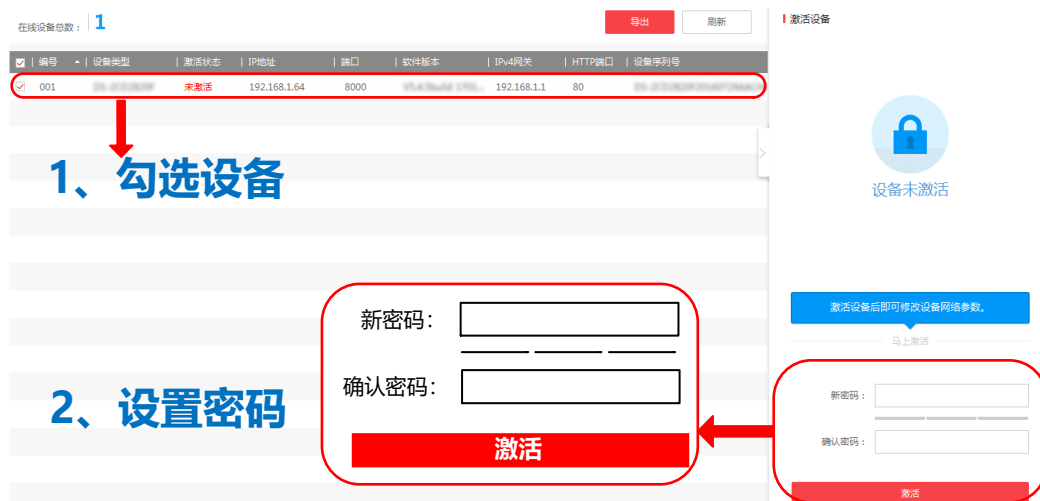 在线设备总数： 1 导出 刷新
激活设备
编号 | 设备类型 | 激活状态 | IP地址 | 端口 | 软件版本 | IPv4网关 | HTTP端口 | 设备序列号
001 未激活 192.168.1.64 8000 192.168.1.1 80
1、勾选设备
设备未激活
激活设备后即可修改设备网络参数。
马上激活
新密码：
确认密码：
激活
2、设置密码
新密码：
确认密码：
激活